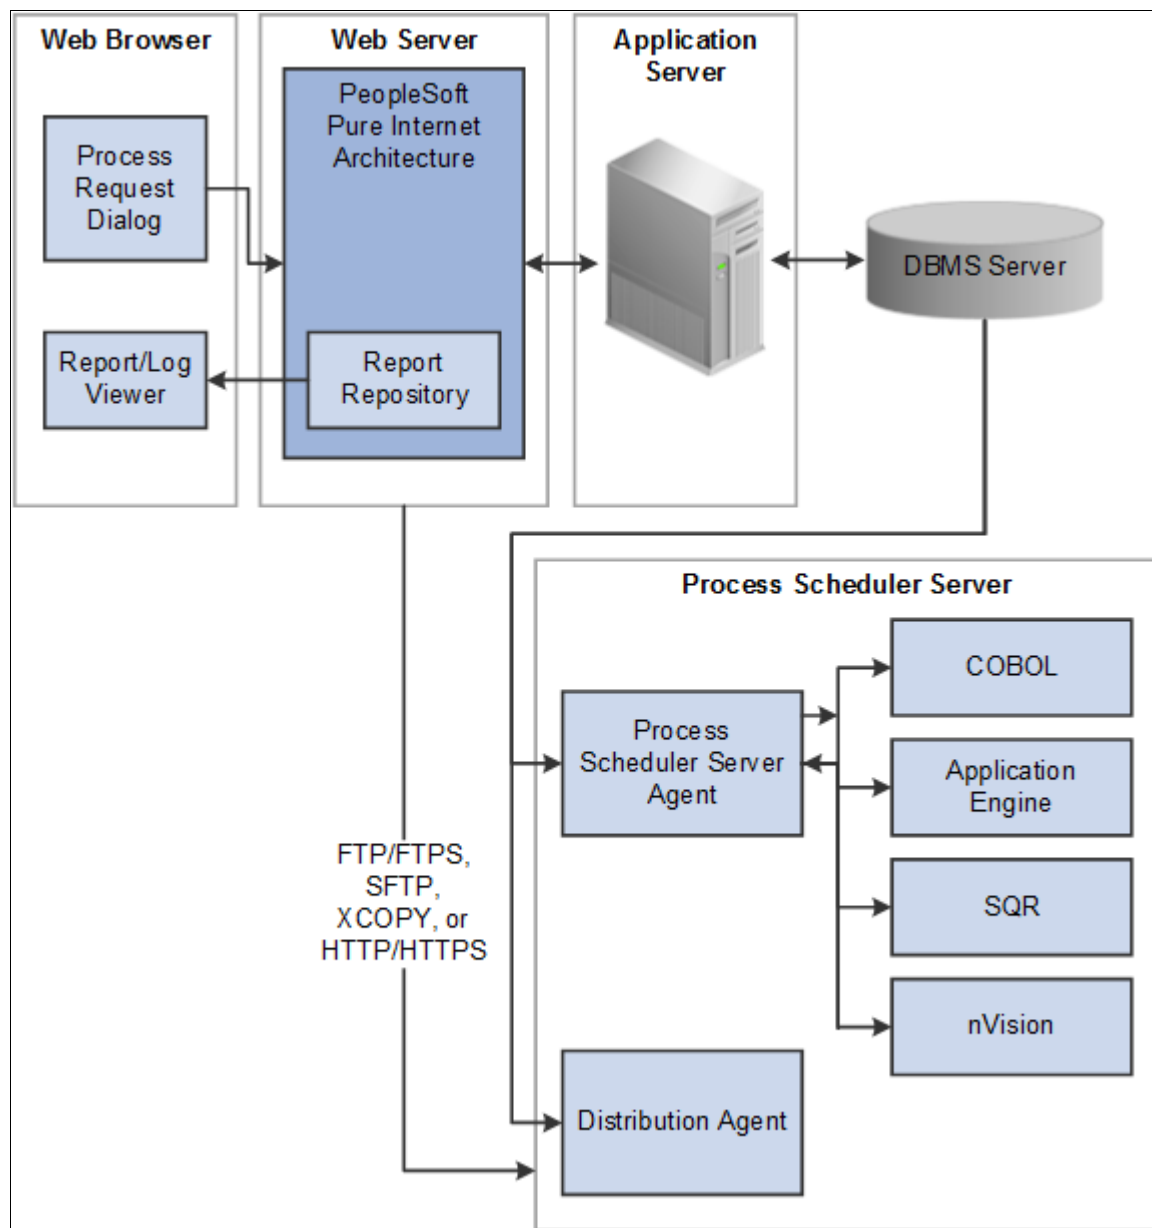 Web Browser
Web Server
Application
Server
PeopleSoft
Pure Internet
Architecture
Process
Request
Dialog
DBMS Server
Report/Log
Viewer
Report
Repository
Process Scheduler Server
COBOL
Process
Scheduler Server
Agent
Application
Engine
FTP/FTPS,
SFTP,
XCOPY, or
HTTP/HTTPS
SQR
nVision
Distribution Agent